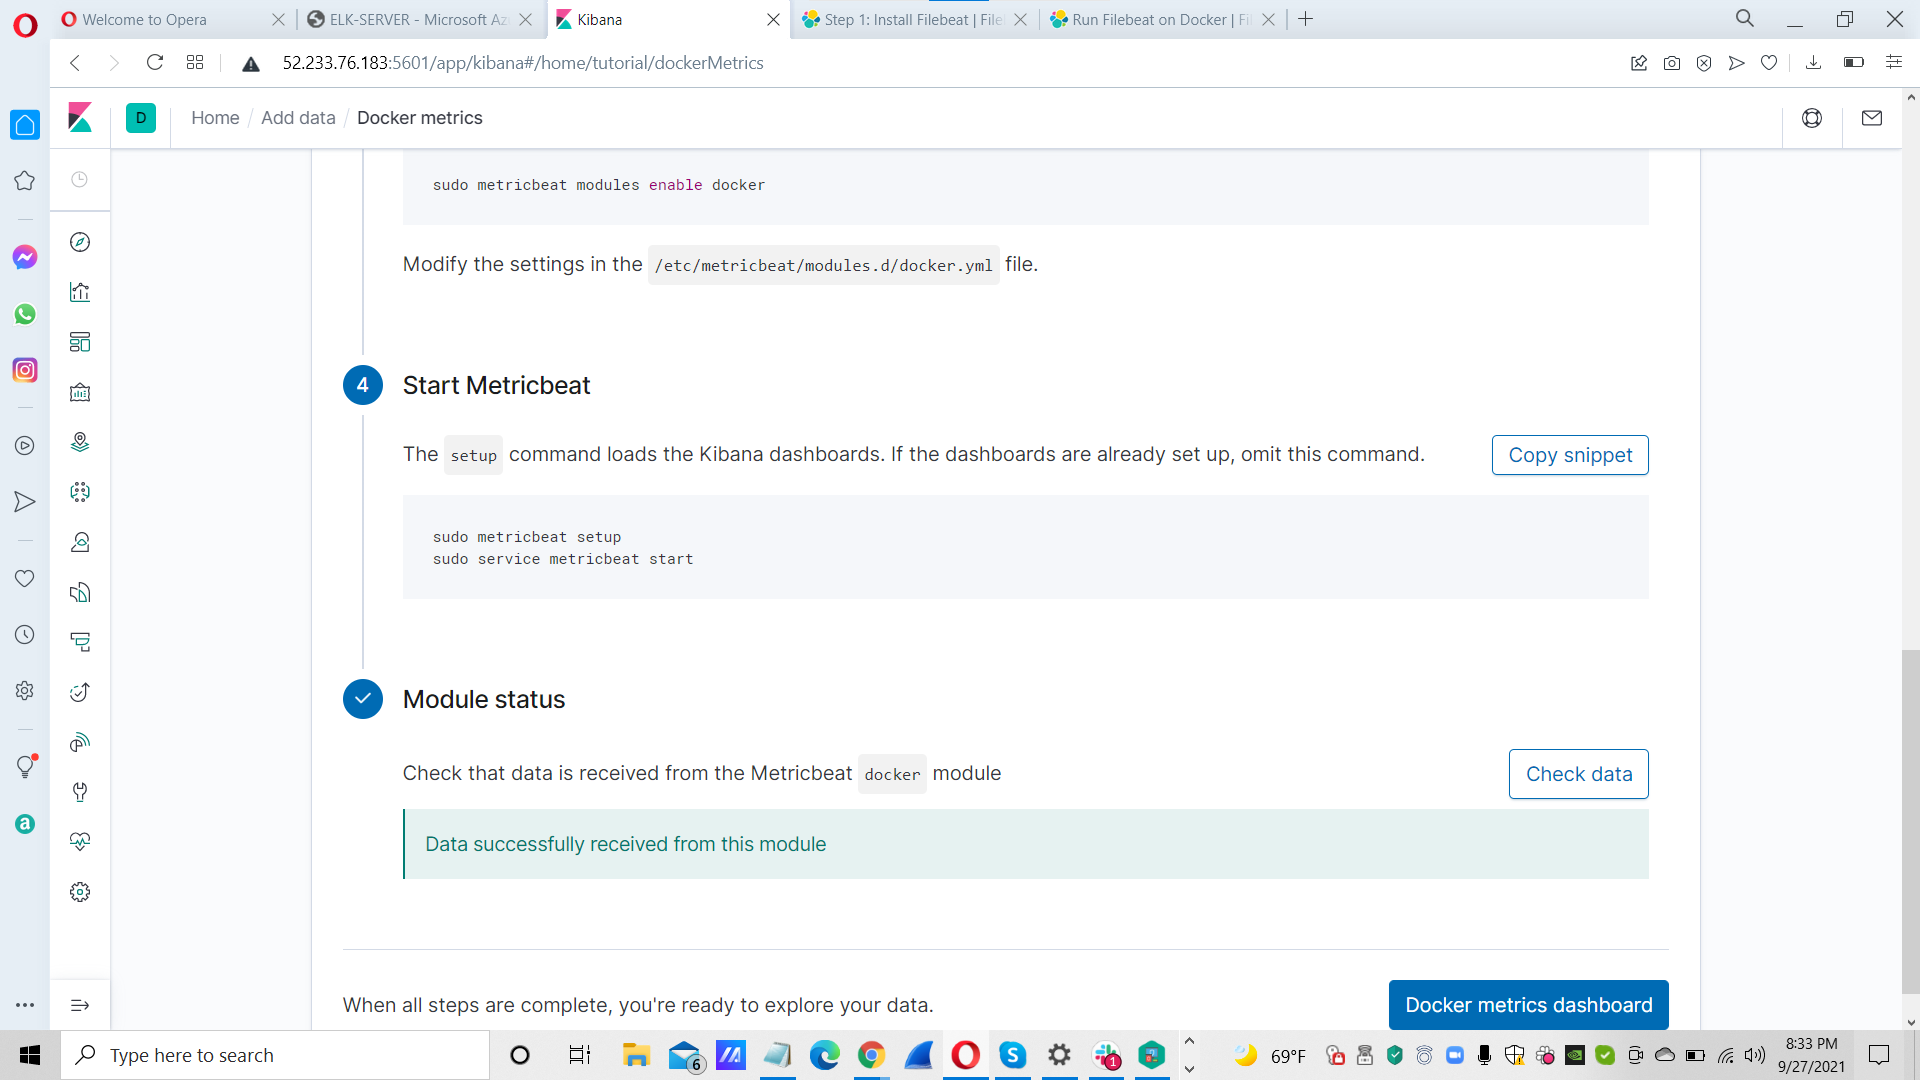 Welcome to Opera
ELK-SERVER - Microsoft Az
Kibana
Step 1: Install Filebeat | File
Run Filebeat on Docker | Fi
52.233.76.183:5601/app/kibana#/home/tutorial/dockerMetrics
D
Home / Add data / Docker metrics
sudo metricbeat modules enable docker
Modify the settings in the /etc/metricbeat/modules.d/docker.yml file.
4 Start Metricbeat
The setup command loads the Kibana dashboards. If the dashboards are already set up, omit this command.
Copy snippet
sudo metricbeat setup
sudo service metricbeat start
Module status
Check that data is received from the Metricbeat docker module
Check data
Data successfully received from this module
When all steps are complete, you're ready to explore your data.
Docker metrics dashboard
Type here to search
6
1
69°F
8:33 PM
9/27/2021